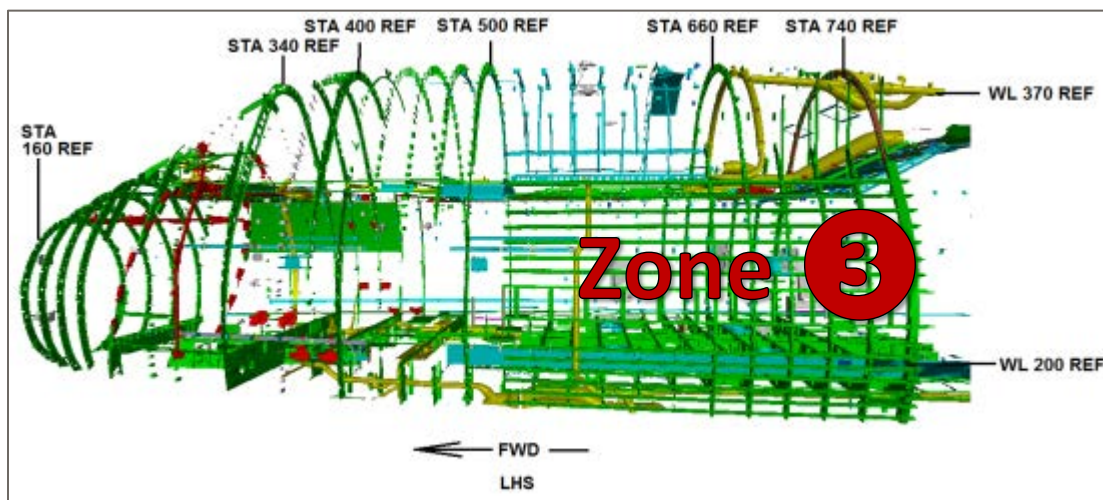 STA 340 REF
STA 400 REF
STA 500 REF
STA 660 REF
STA 740 REF
WL 370 REF
STA
160 REF
Zone 3
WL 200 REF
FWD
LHS